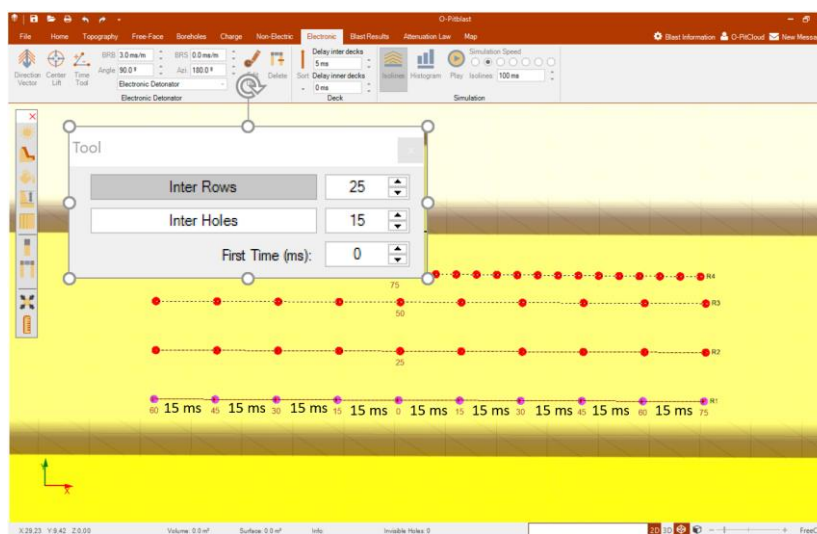 O-Pitblast
File Home Topography Free-Face Boreholes Charge Non-Electric Electronic Blast Results Attenuation Law Map Blast Information O-PitCloud New Messa
BRB 3.0 ms/m BRS 0.0 ms/m Delay inter decks Simulation Speed
Angle 90.0 º Azi. 180.0 º 5 ms
Direction Vector Center Lift Time Tool Delete Sort Delay inner decks Isolines Histogram Play Isolines 100 ms
Electronic Detonator 0 ms
Electronic Detonator Deck Simulation
Tool
Inter Rows 25
Inter Holes 15
First Time (ms): 0
R4
75
R3
50
R2
25
R1
60 15 ms 45 15 ms 30 15 ms 15 15 ms 0 15 ms 15 15 ms 30 15 ms 45 15 ms 60 15 ms 75
Y
X
X:29.23 Y:9.42 Z:0.00 Volume: 0.0 m³ Surface: 0.0 m² Info: Invisible Holes: 0 2D 3D FreeC